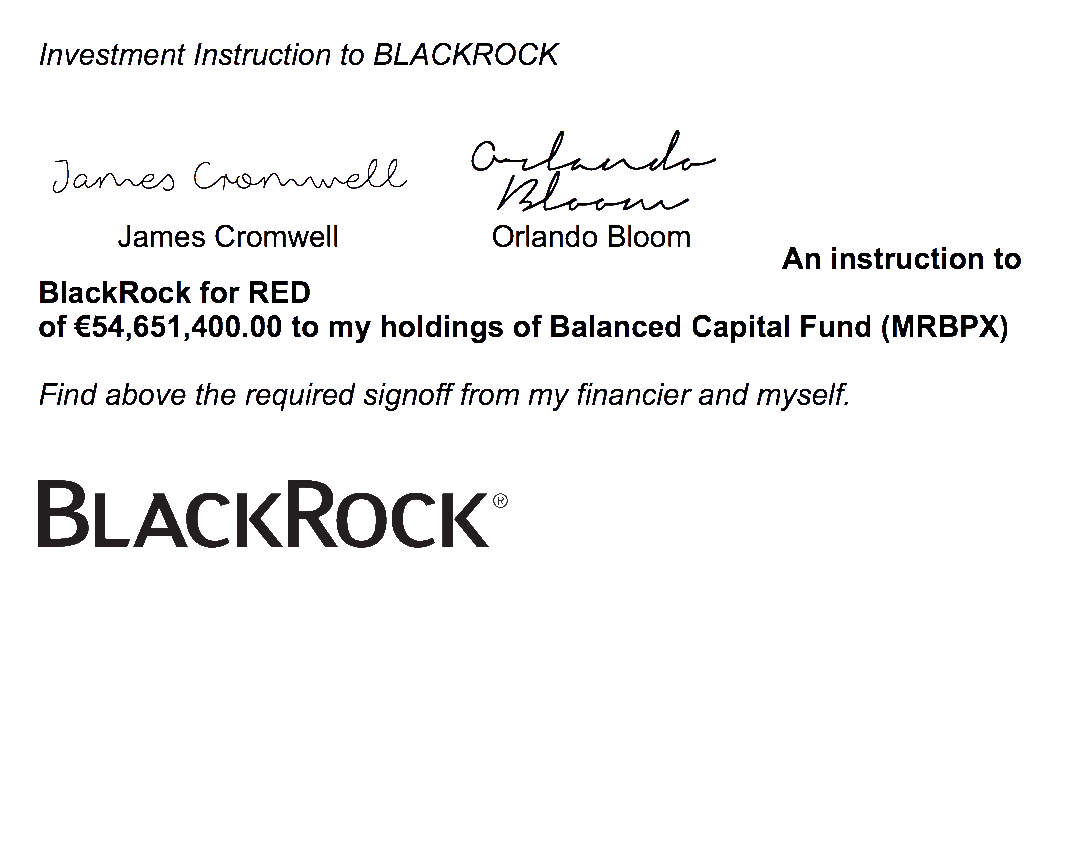 Investment Instruction to BLACKROCK
James Cromwell Orlando
Bloom
James Cromwell Orlando Bloom
An instruction to
BlackRock for RED
of €54,651,400.00 to my holdings of Balanced Capital Fund (MRBPX)
Find above the required signoff from my financier and myself.
BLACKROCK®